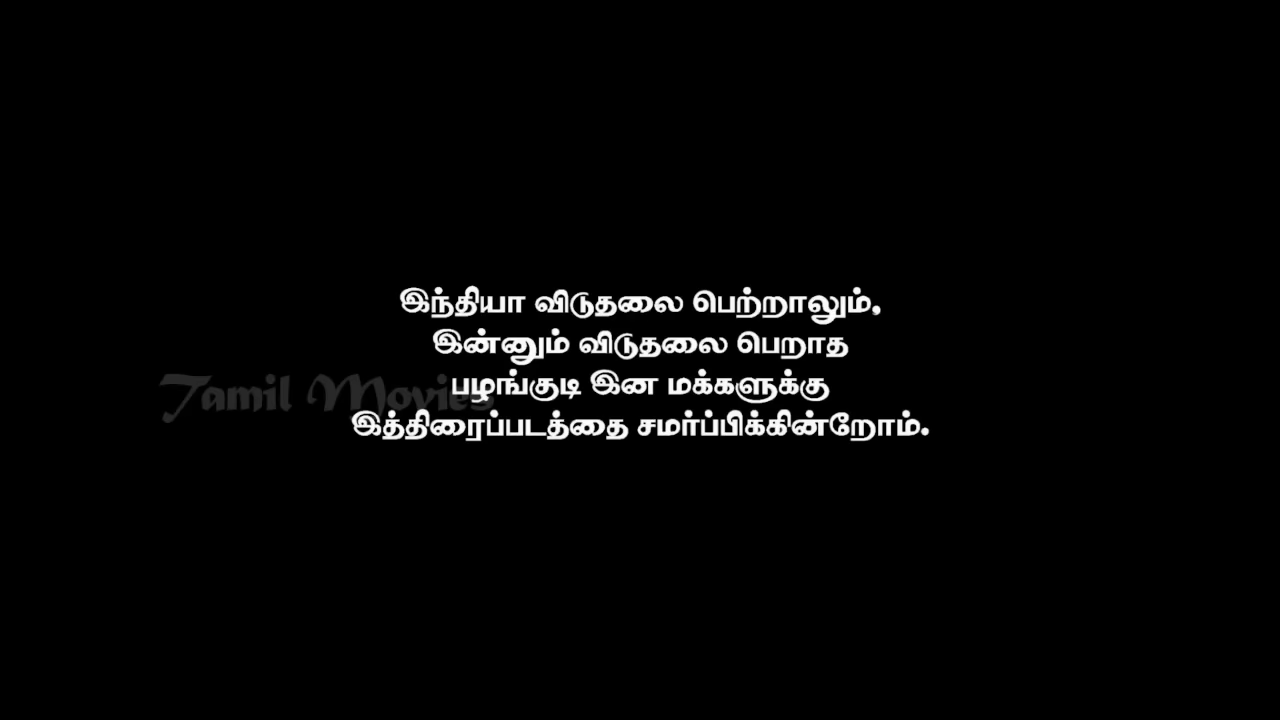 இந்தியா விடுதலை பெற்றாலும்,
இன்னும் விடுதலை பெறாத
பழங்குடி இன மக்களுக்கு
இத்திரைப்படத்தை சமர்ப்பிக்கின்றோம்.
Tamil Movies